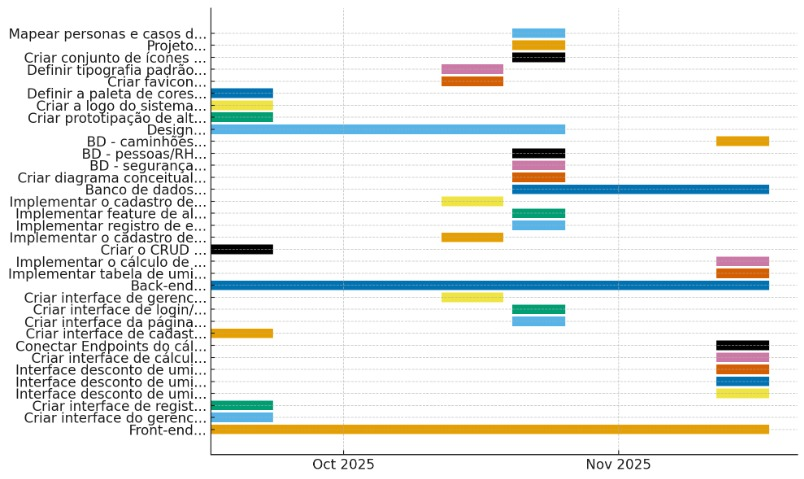 Mapear personas e casos d...
Projeto...
Criar conjunto de ícones ...
Definir tipografia padrão...
Criar favicon...
Definir a paleta de cores...
Criar a logo do sistema...
Criar prototipação de alt...
Design...
BD - caminhões...
BD - pessoas/RH...
BD - segurança...
Criar diagrama conceitual...
Banco de dados...
Implementar o cadastro de...
Implementar feature de al...
Implementar registro de e...
Implementar o cadastro de...
Criar o CRUD ...
Implementar o cálculo de ...
Implementar tabela de umi...
Back-end...
Criar interface de gerenc...
Criar interface de login/...
Criar interface da página...
Criar interface de cadast...
Conectar Endpoints do cál...
Criar interface de cálcul...
Interface desconto de umi...
Interface desconto de umi...
Interface desconto de umi...
Criar interface de regist...
Criar interface do gerênc...
Front-end...
Oct 2025 Nov 2025